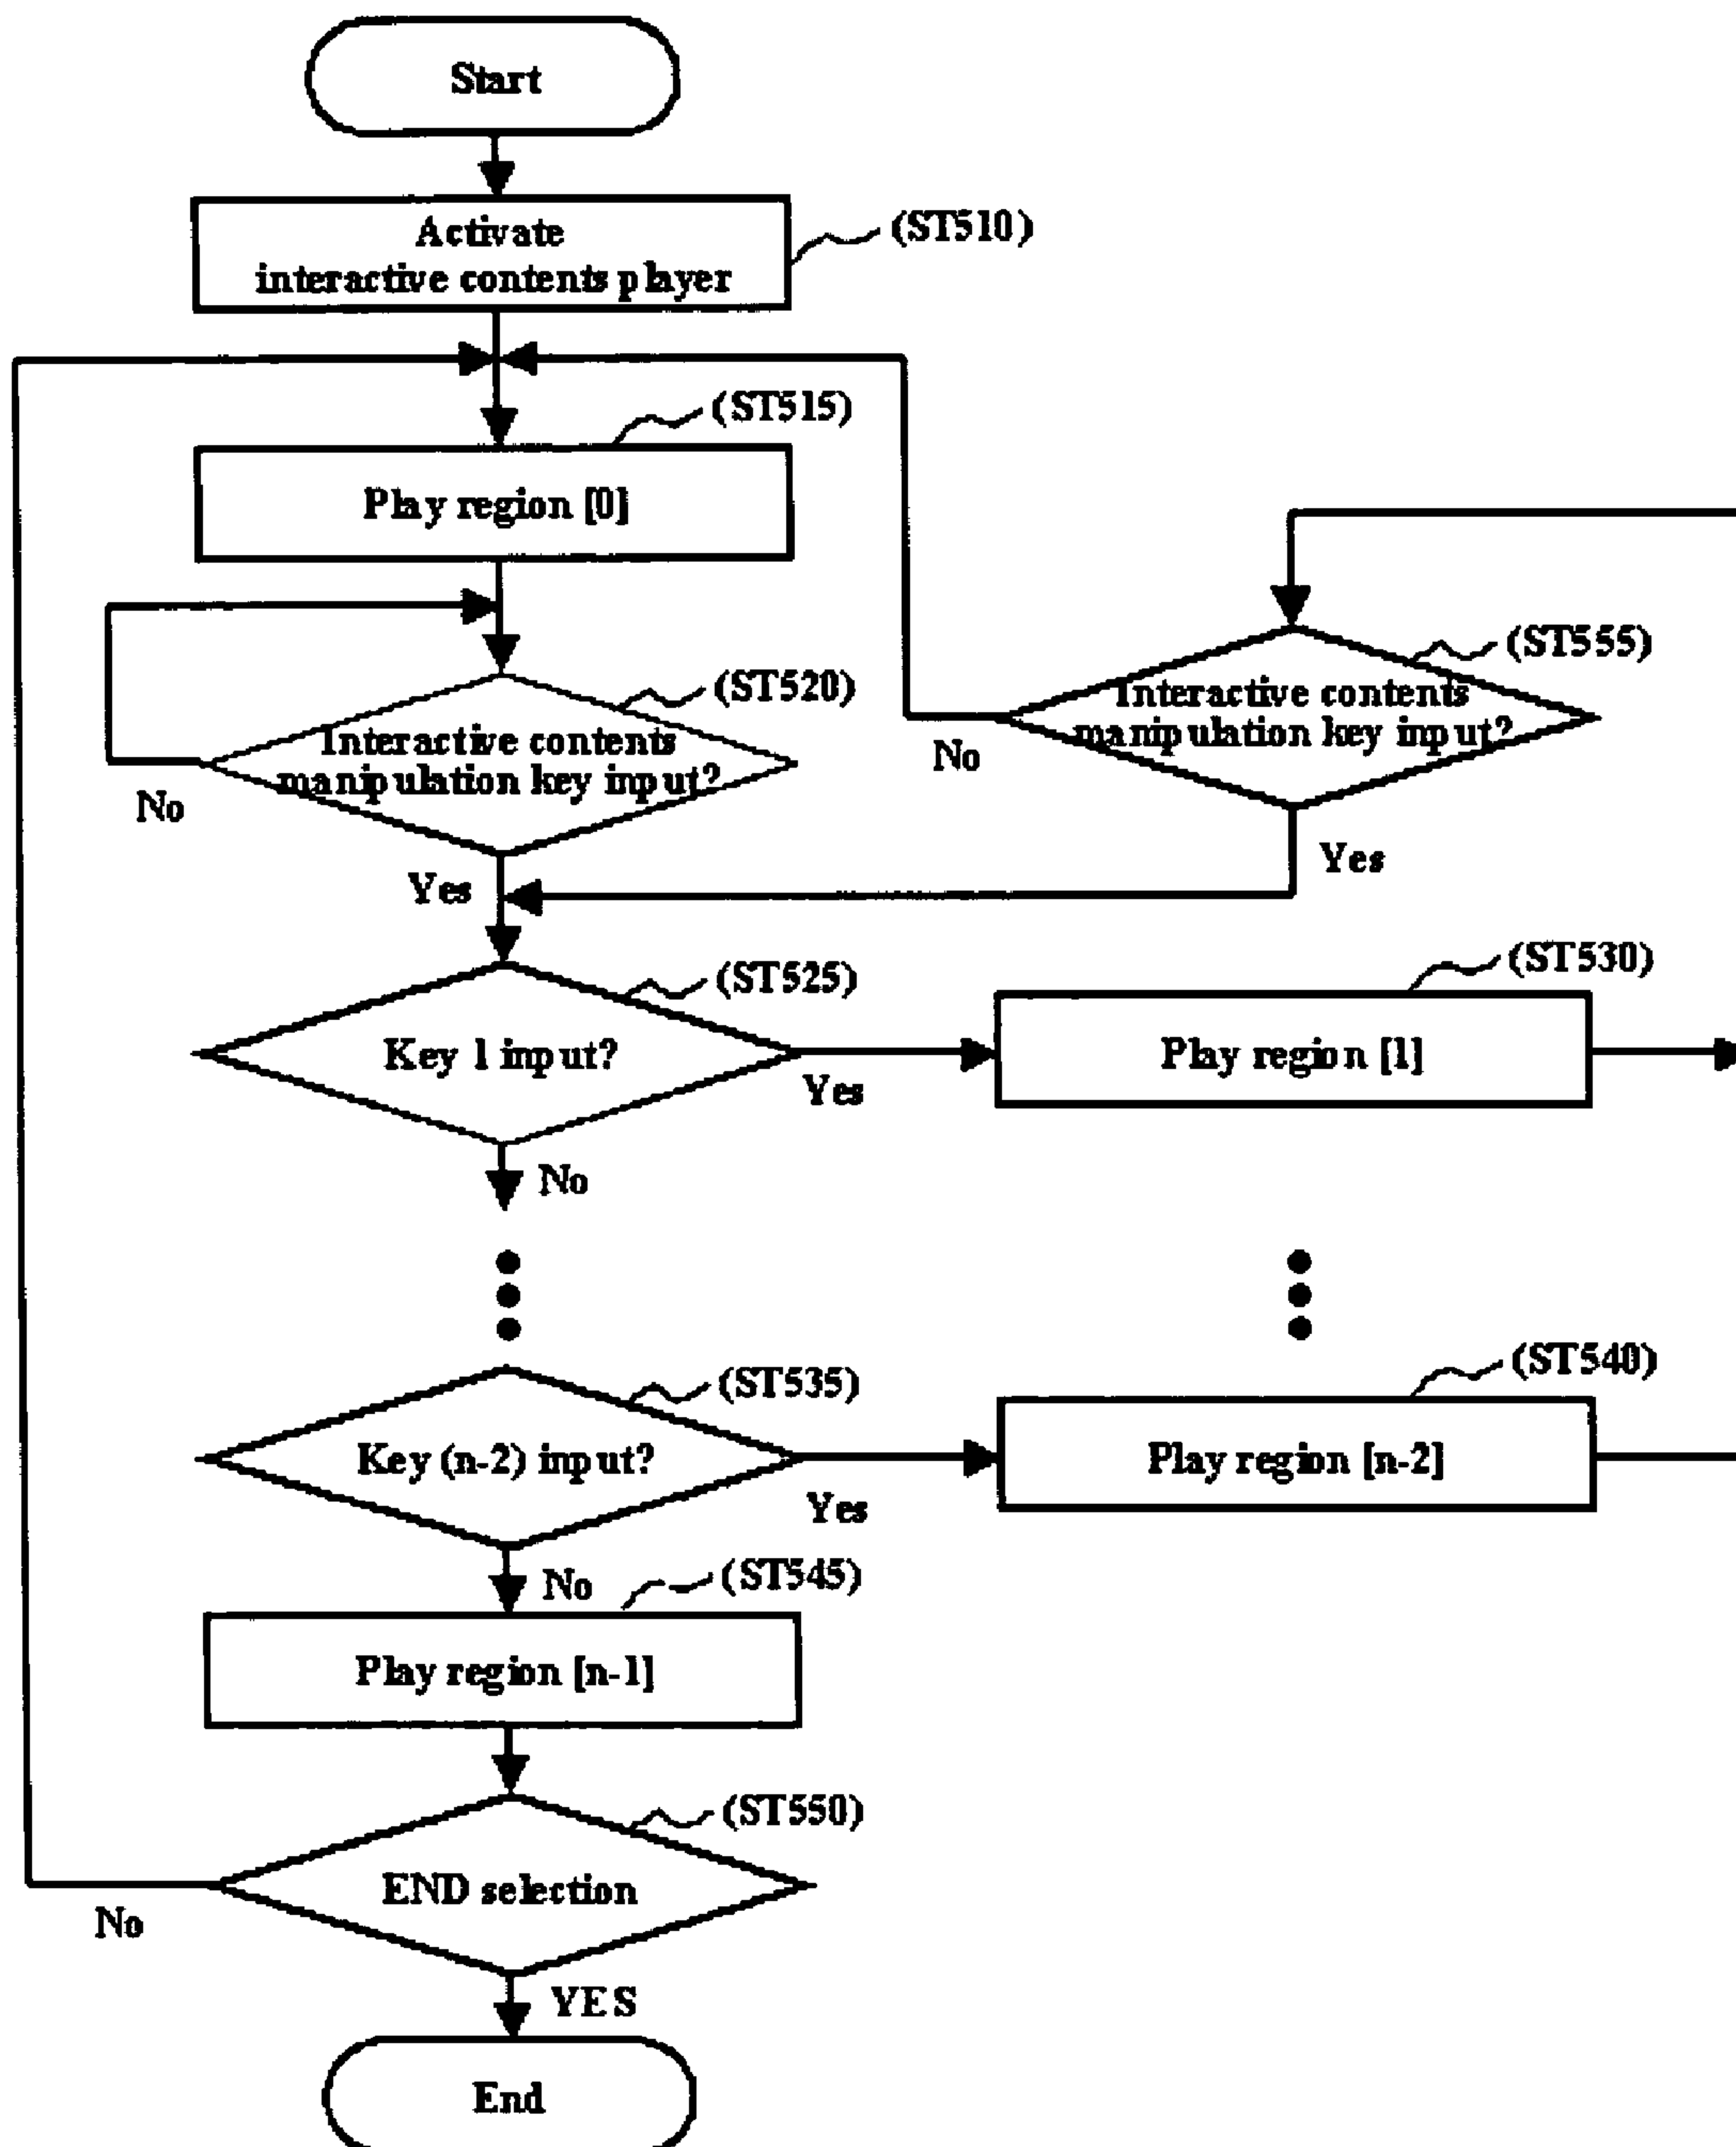 Start
Activate
interactive contents player
(ST510)
(ST515)
Play region [0]
(ST520)
Interactive contents
manipulation key input?
No
Yes
(ST555)
Interactive contents
manipulation key input?
No
Yes
(ST525)
Key 1 input?
Yes
No
(ST530)
Play region [1]
(ST535)
Key (n-2) input?
Yes
No
(ST540)
Play region [n-2]
(ST545)
Play region [n-1]
(ST550)
END selection
No
YES
End